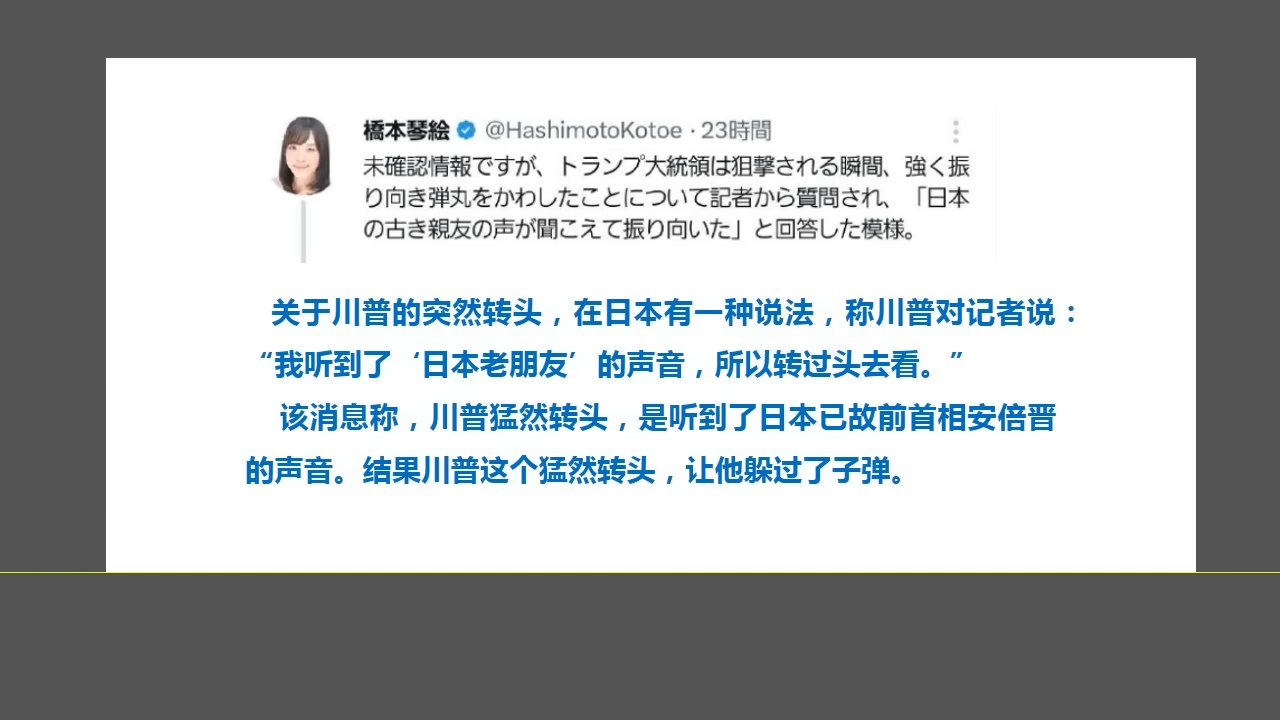 橋本琴絵 @HashimotoKotoe · 23時間
未確認情報ですが、トランプ大統領は狙撃される瞬間、強く振
り向き弾丸をかわしたことについて記者から質問され、「日本
の古き親友の声が聞こえて振り向いた」と回答した模様。
关于川普的突然转头，在日本有一种说法，称川普对记者说：
“我听到了‘日本老朋友’的声音，所以转过头去看。”
该消息称，川普猛然转头，是听到了日本已故前首相安倍晋
的声音。结果川普这个猛然转头，让他躲过了子弹。